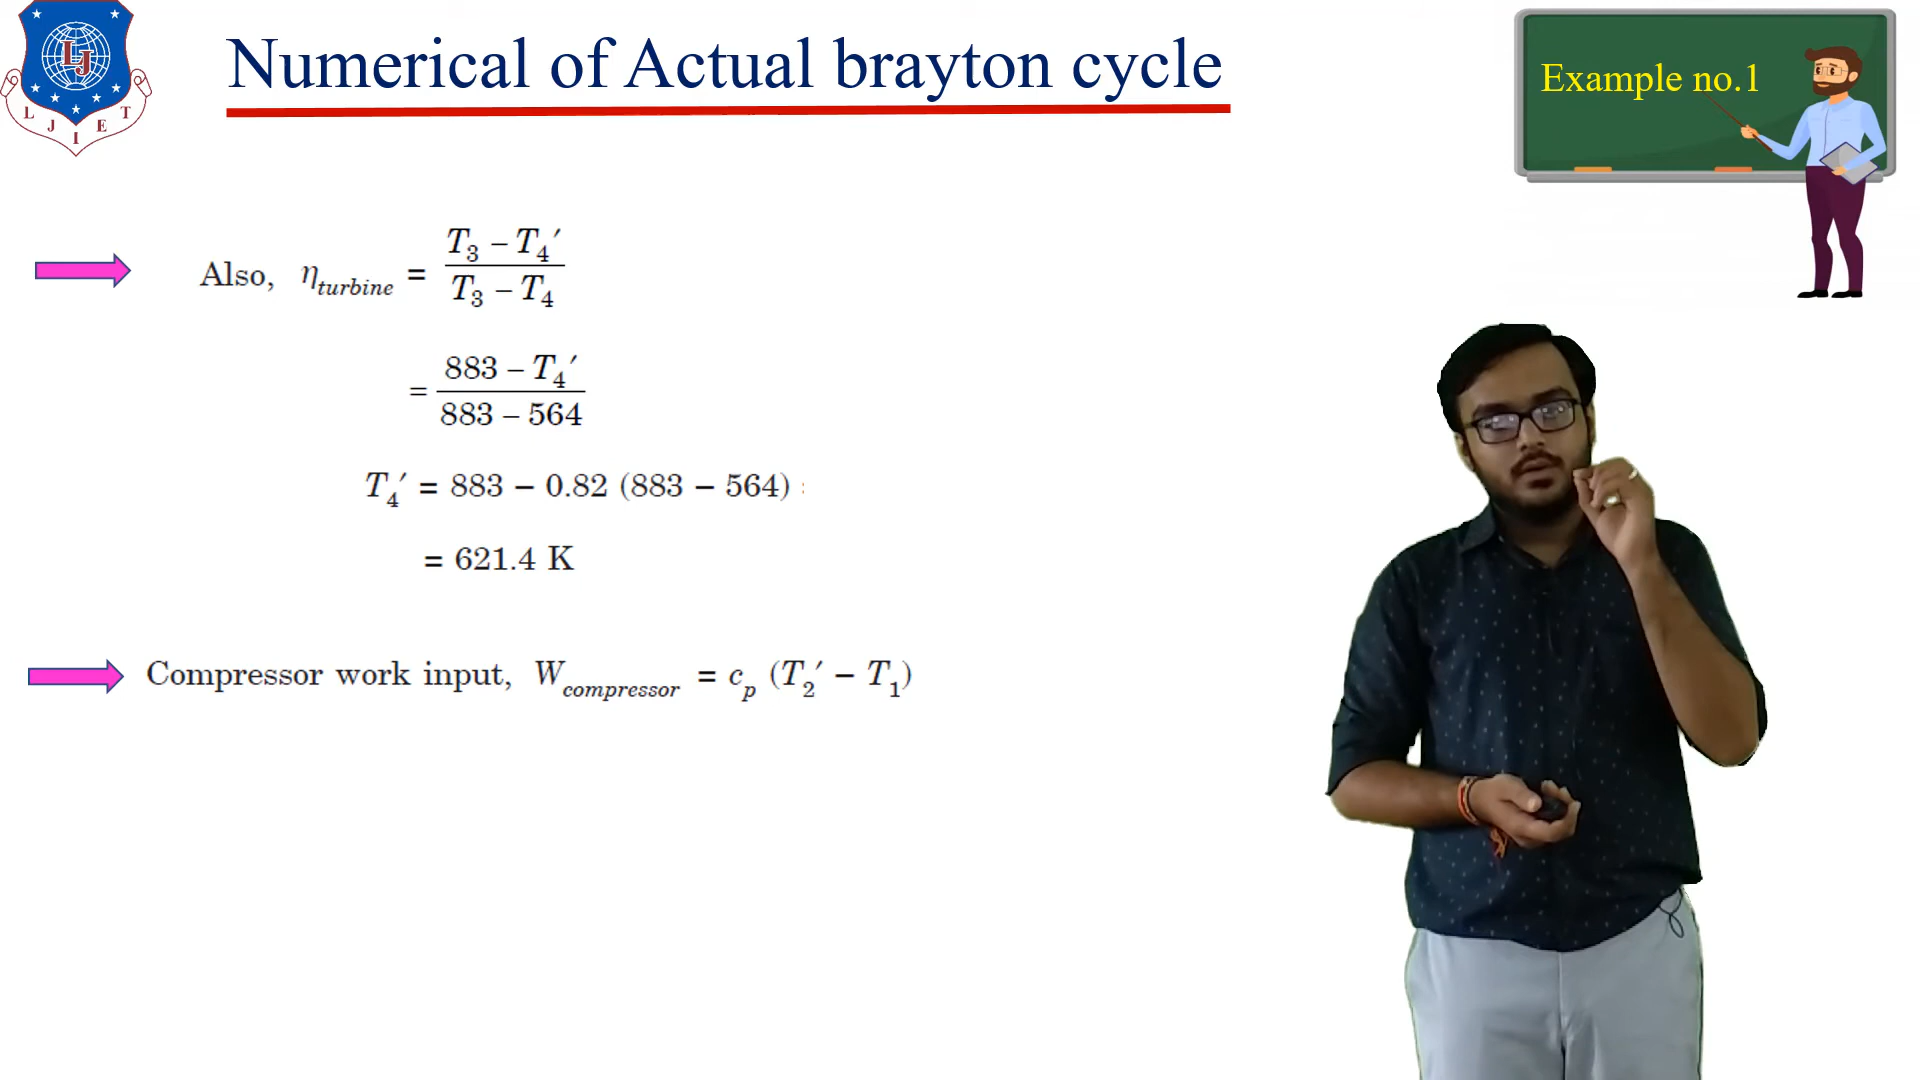 LJ
L J I E T
Numerical of Actual brayton cycle
Example no.1
Also, η_turbine = (T₃ – T₄′) / (T₃ – T₄)
= (883 – T₄′) / (883 – 564)
T₄′ = 883 – 0.82 (883 – 564) :
= 621.4 K
Compressor work input, W_compressor = c_p (T₂′ – T₁)